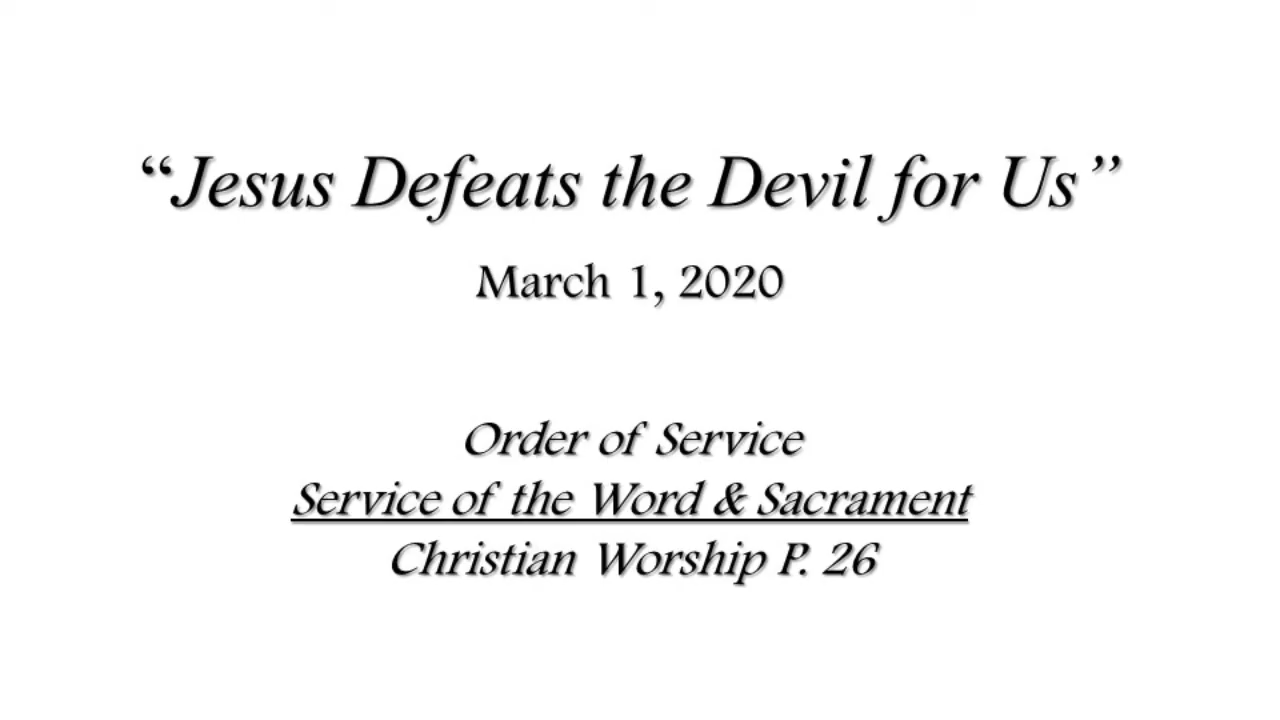 “Jesus Defeats the Devil for Us”
March 1, 2020
Order of Service
Service of the Word & Sacrament
Christian Worship P. 26